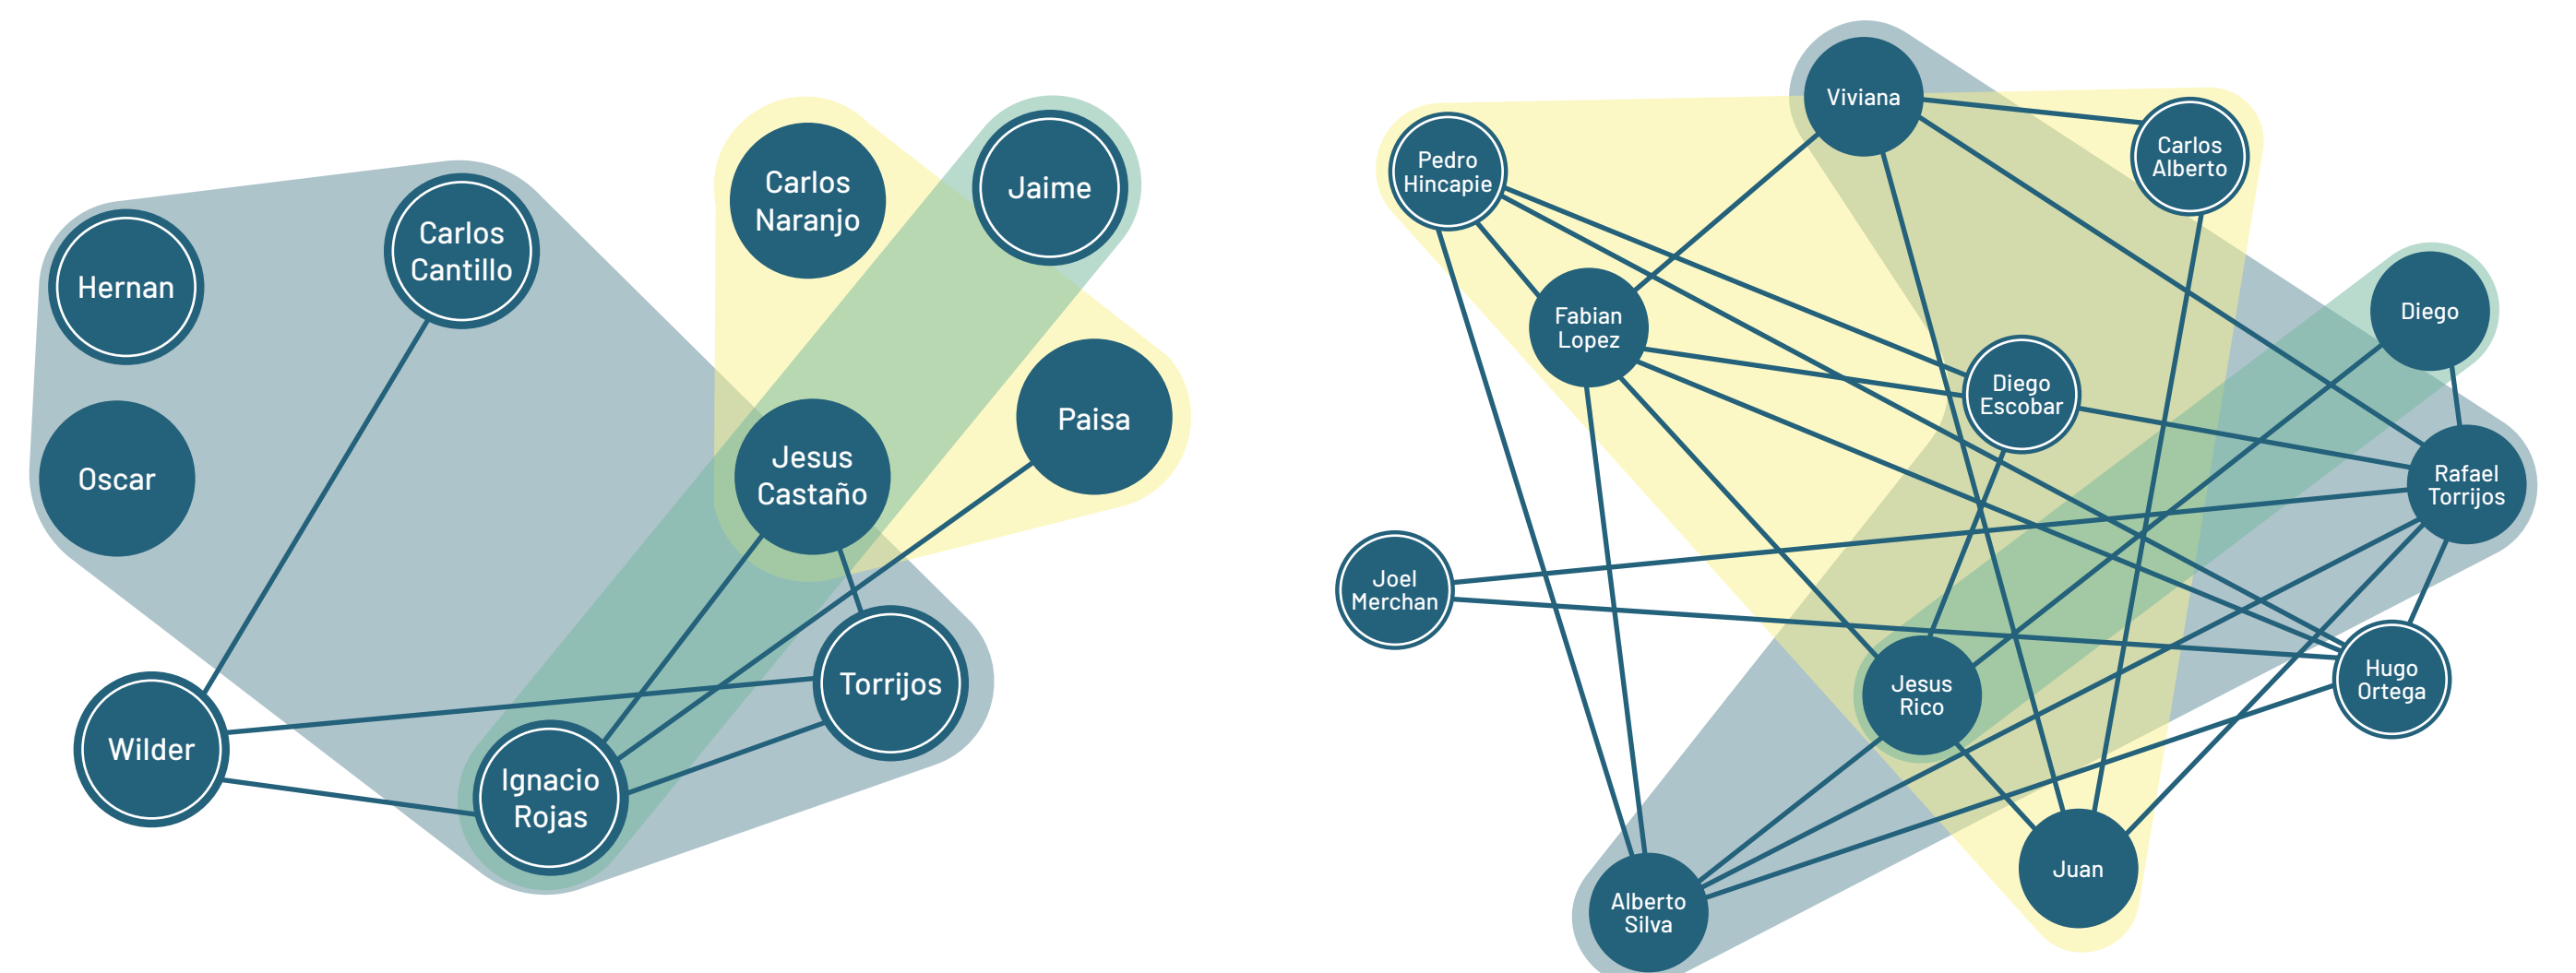 Hernan
Carlos
Cantillo
Oscar
Wilder
Ignacio
Rojas
Carlos
Naranjo
Jaime
Jesus
Castaño
Paisa
Torrijos
Viviana
Pedro
Hincapie
Carlos
Alberto
Fabian
Lopez
Diego
Diego
Escobar
Rafael
Torrijos
Joel
Merchan
Jesus
Rico
Hugo
Ortega
Juan
Alberto
Silva